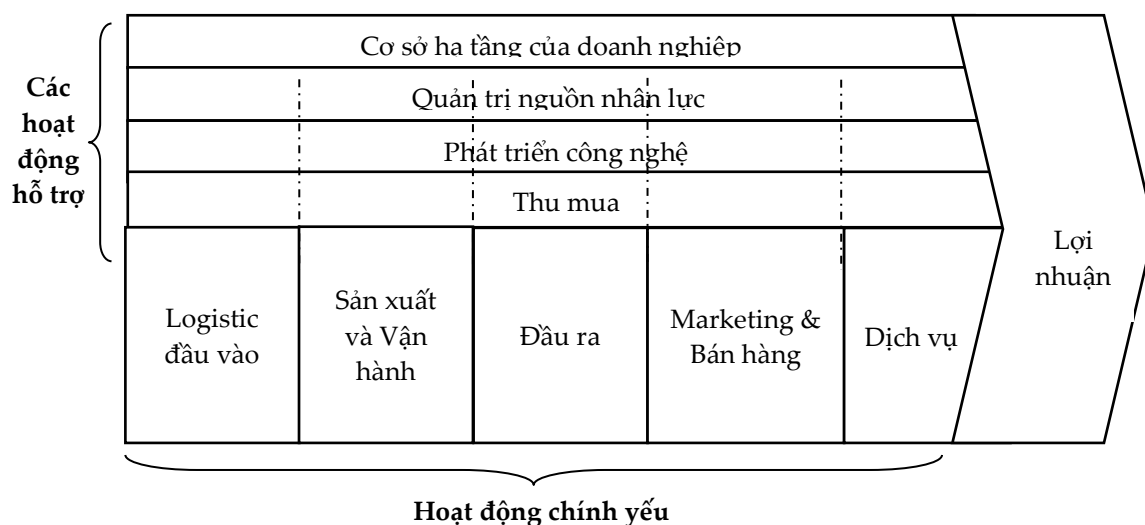 Cơ sở hạ tầng của doanh nghiệp
Các
hoạt
động
hỗ trợ
Quản trị nguồn nhân lực
Phát triển công nghệ
Thu mua
Logistic
đầu vào
Sản xuất
và Vận
hành
Đầu ra
Marketing &
Bán hàng
Dịch vụ
Lợi
nhuận
Hoạt động chính yếu